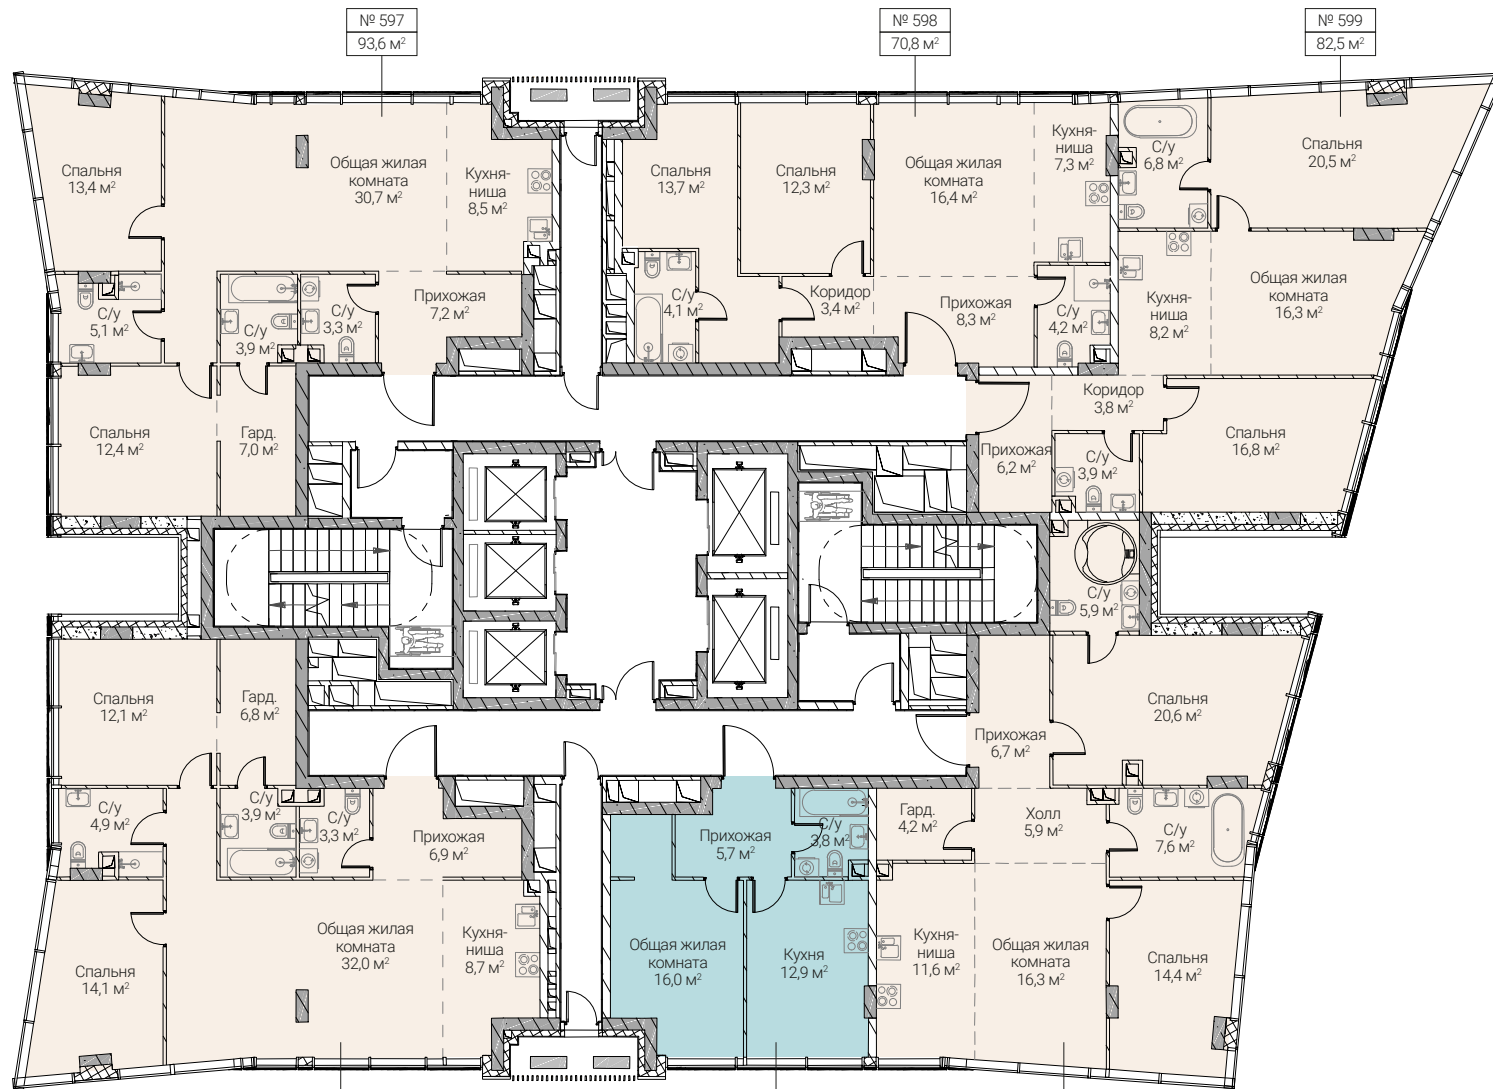 № 597
93,6 м²
№ 598
70,8 м²
№ 599
82,5 м²
Спальня
13,4 м²
Общая жилая
комната
30,7 м²
Кухня-
ниша
8,5 м²
Спальня
13,7 м²
Спальня
12,3 м²
Общая жилая
комната
16,4 м²
Кухня-
ниша
7,3 м²
С/у
6,8 м²
Спальня
20,5 м²
С/у
5,1 м²
С/у
3,9 м²
С/у
3,3 м²
Прихожая
7,2 м²
С/у
4,1 м²
Коридор
3,4 м²
Прихожая
8,3 м²
С/у
4,2 м²
Кухня-
ниша
8,2 м²
Общая жилая
комната
16,3 м²
Спальня
12,4 м²
Гард.
7,0 м²
Коридор
3,8 м²
Прихожая
6,2 м²
С/у
3,9 м²
Спальня
16,8 м²
С/у
5,9 м²
Спальня
12,1 м²
Гард.
6,8 м²
Прихожая
6,7 м²
Спальня
20,6 м²
С/у
4,9 м²
С/у
3,9 м²
С/у
3,3 м²
Прихожая
6,9 м²
Прихожая
5,7 м²
С/у
3,8 м²
Гард.
4,2 м²
Холл
5,9 м²
С/у
7,6 м²
Спальня
14,1 м²
Общая жилая
комната
32,0 м²
Кухня-
ниша
8,7 м²
Общая жилая
комната
16,0 м²
Кухня
12,9 м²
Кухня-
ниша
11,6 м²
Общая жилая
комната
16,3 м²
Спальня
14,4 м²